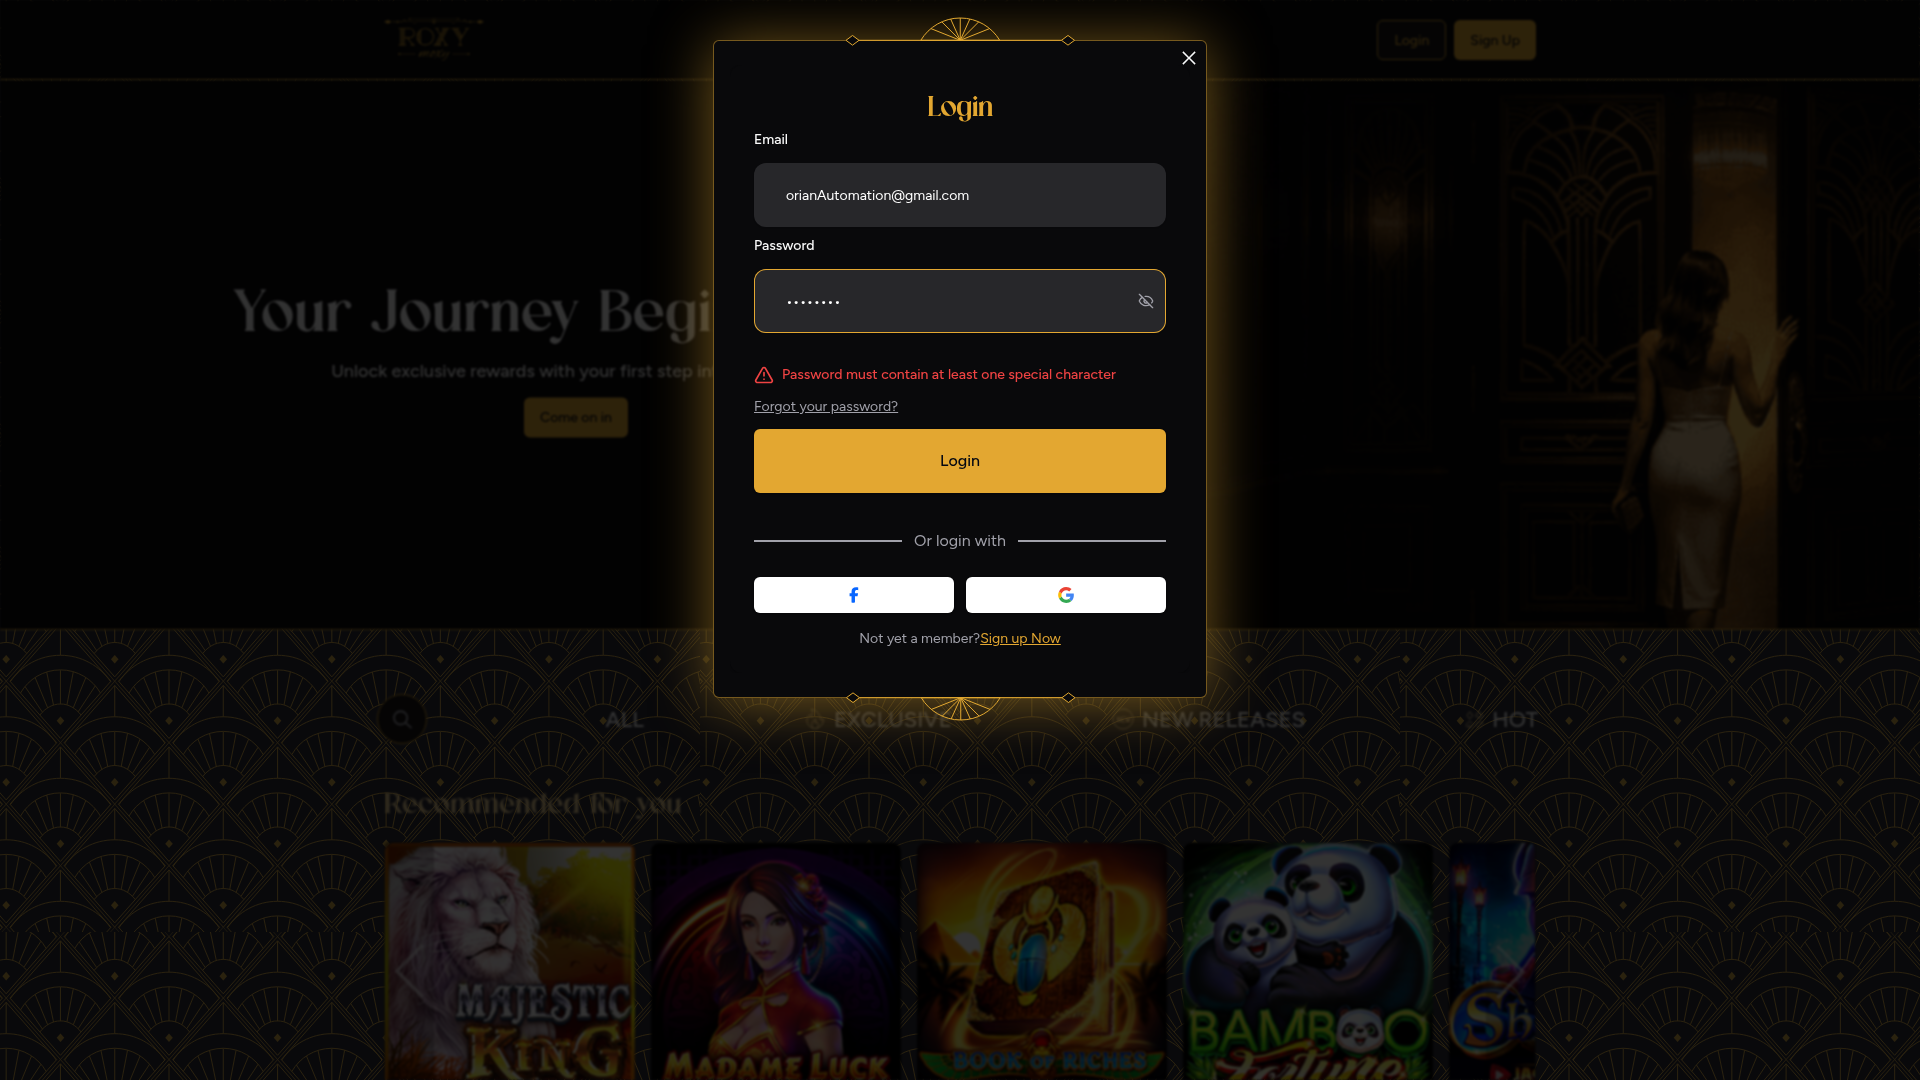 ROXY
Login
Sign Up
Login
Email
orianAutomation@gmail.com
Password
••••••••
Password must contain at least one special character
Forgot your password?
Login
Or login with
Not yet a member?Sign up Now
Your Journey Begi
Unlock exclusive rewards with your first step in
Come on in
ALL
EXCLUSIVE
NEW RELEASES
HOT
Recommended for you
MAJESTIC
KING
MADAME LUCK
BOOK OF RICHES
BAMBOO
Fortune
Sh
JA